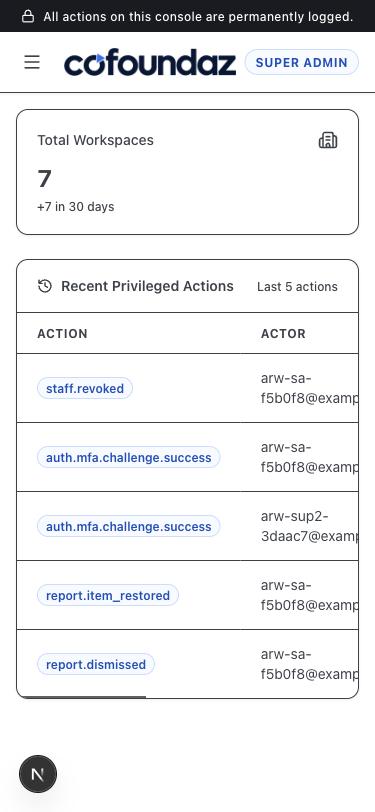 All actions on this console are permanently logged.
cofoundaz
SUPER ADMIN
Total Workspaces
7
+7 in 30 days
Recent Privileged Actions
Last 5 actions
ACTION
ACTOR
staff.revoked
arw-sa-
f5b0f8@examp
auth.mfa.challenge.success
arw-sa-
f5b0f8@examp
auth.mfa.challenge.success
arw-sup2-
3daac7@examp
report.item_restored
arw-sa-
f5b0f8@examp
report.dismissed
arw-sa-
f5b0f8@examp
N